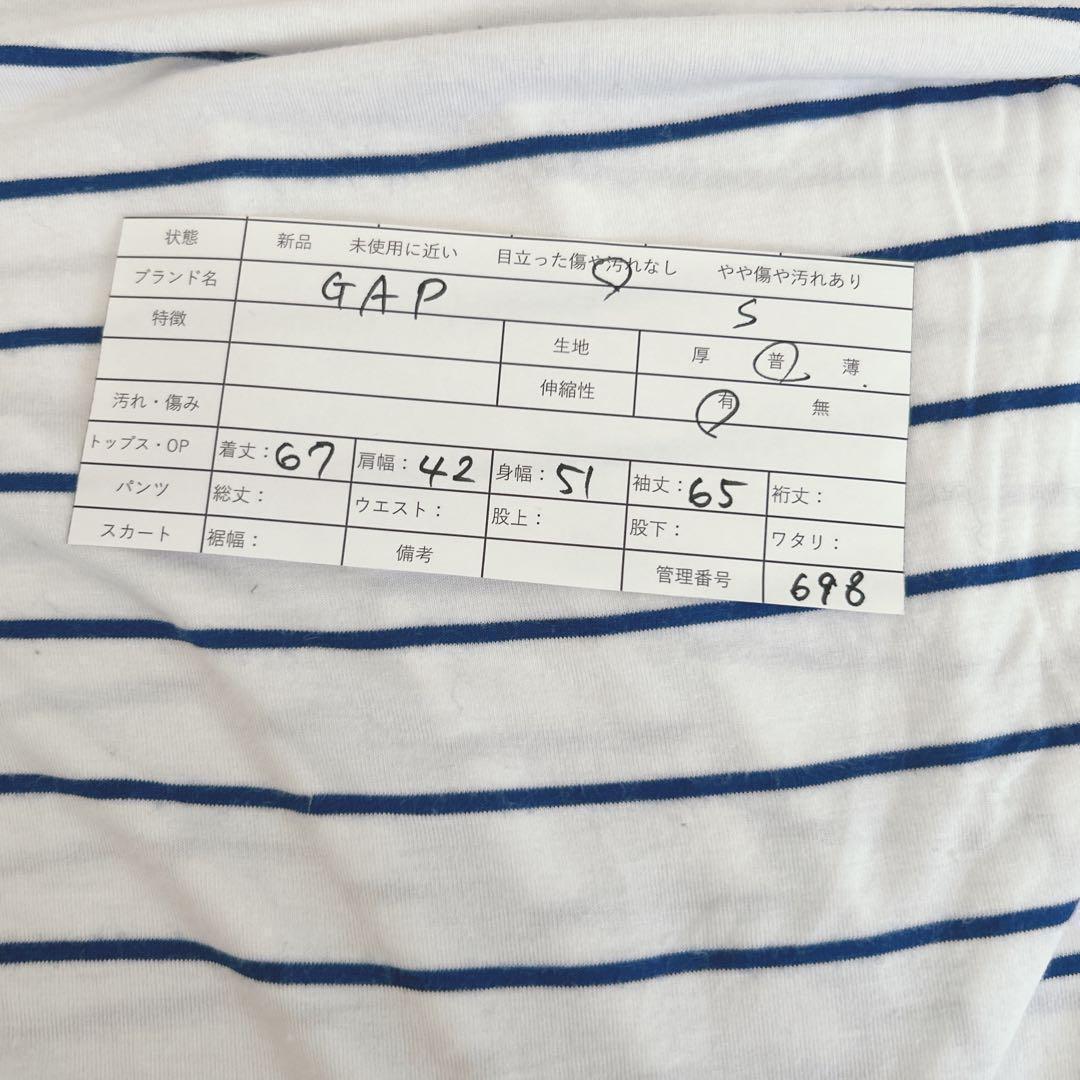 状態 新品 未使用に近い 目立った傷や汚れなし やや傷や汚れあり
ブランド名 GAP S
特徴 生地 厚 普 薄
伸縮性 有 無
汚れ・傷み
トップス・OP 着丈：67 肩幅：42 身幅：51 袖丈：65 裄丈：
パンツ 総丈： ウエスト： 股上： 股下： ワタリ：
スカート 裾幅： 備考 管理番号 698